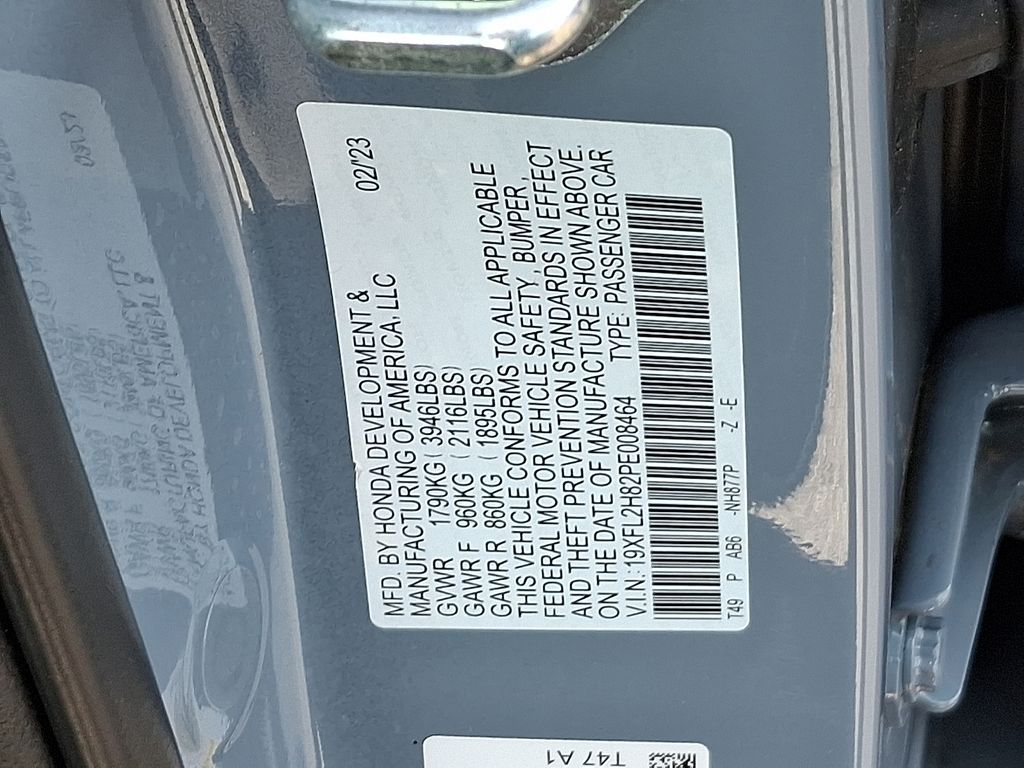 MFD. BY HONDA DEVELOPMENT & 02/'23
MANUFACTURING OF AMERICA, LLC
GVWR 1790KG ( 3946LBS)
GAWR F 960KG ( 2116LBS)
GAWR R 860KG ( 1895LBS)
THIS VEHICLE CONFORMS TO ALL APPLICABLE
FEDERAL MOTOR VEHICLE SAFETY, BUMPER,
AND THEFT PREVENTION STANDARDS IN EFFECT
ON THE DATE OF MANUFACTURE SHOWN ABOVE.
V.I.N:19XFL2H82PE008464 TYPE: PASSENGER CAR
T49 P AB6 -NH877P -Z -E
T47 A1